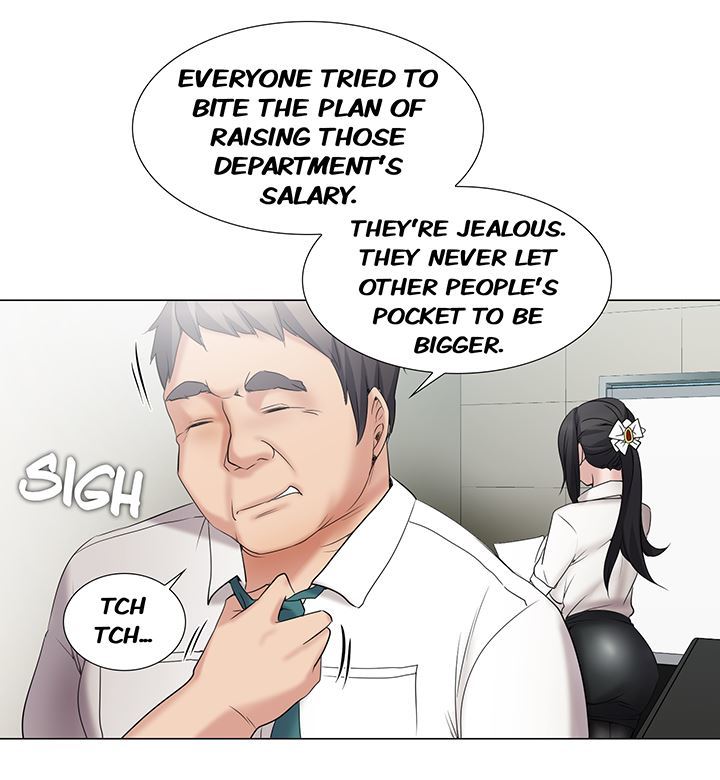 EVERYONE TRIED TO
BITE THE PLAN OF
RAISING THOSE
DEPARTMENT'S
SALARY.
THEY'RE JEALOUS.
THEY NEVER LET
OTHER PEOPLE'S
POCKET TO BE
BIGGER.
SIGH
TCH
TCH...